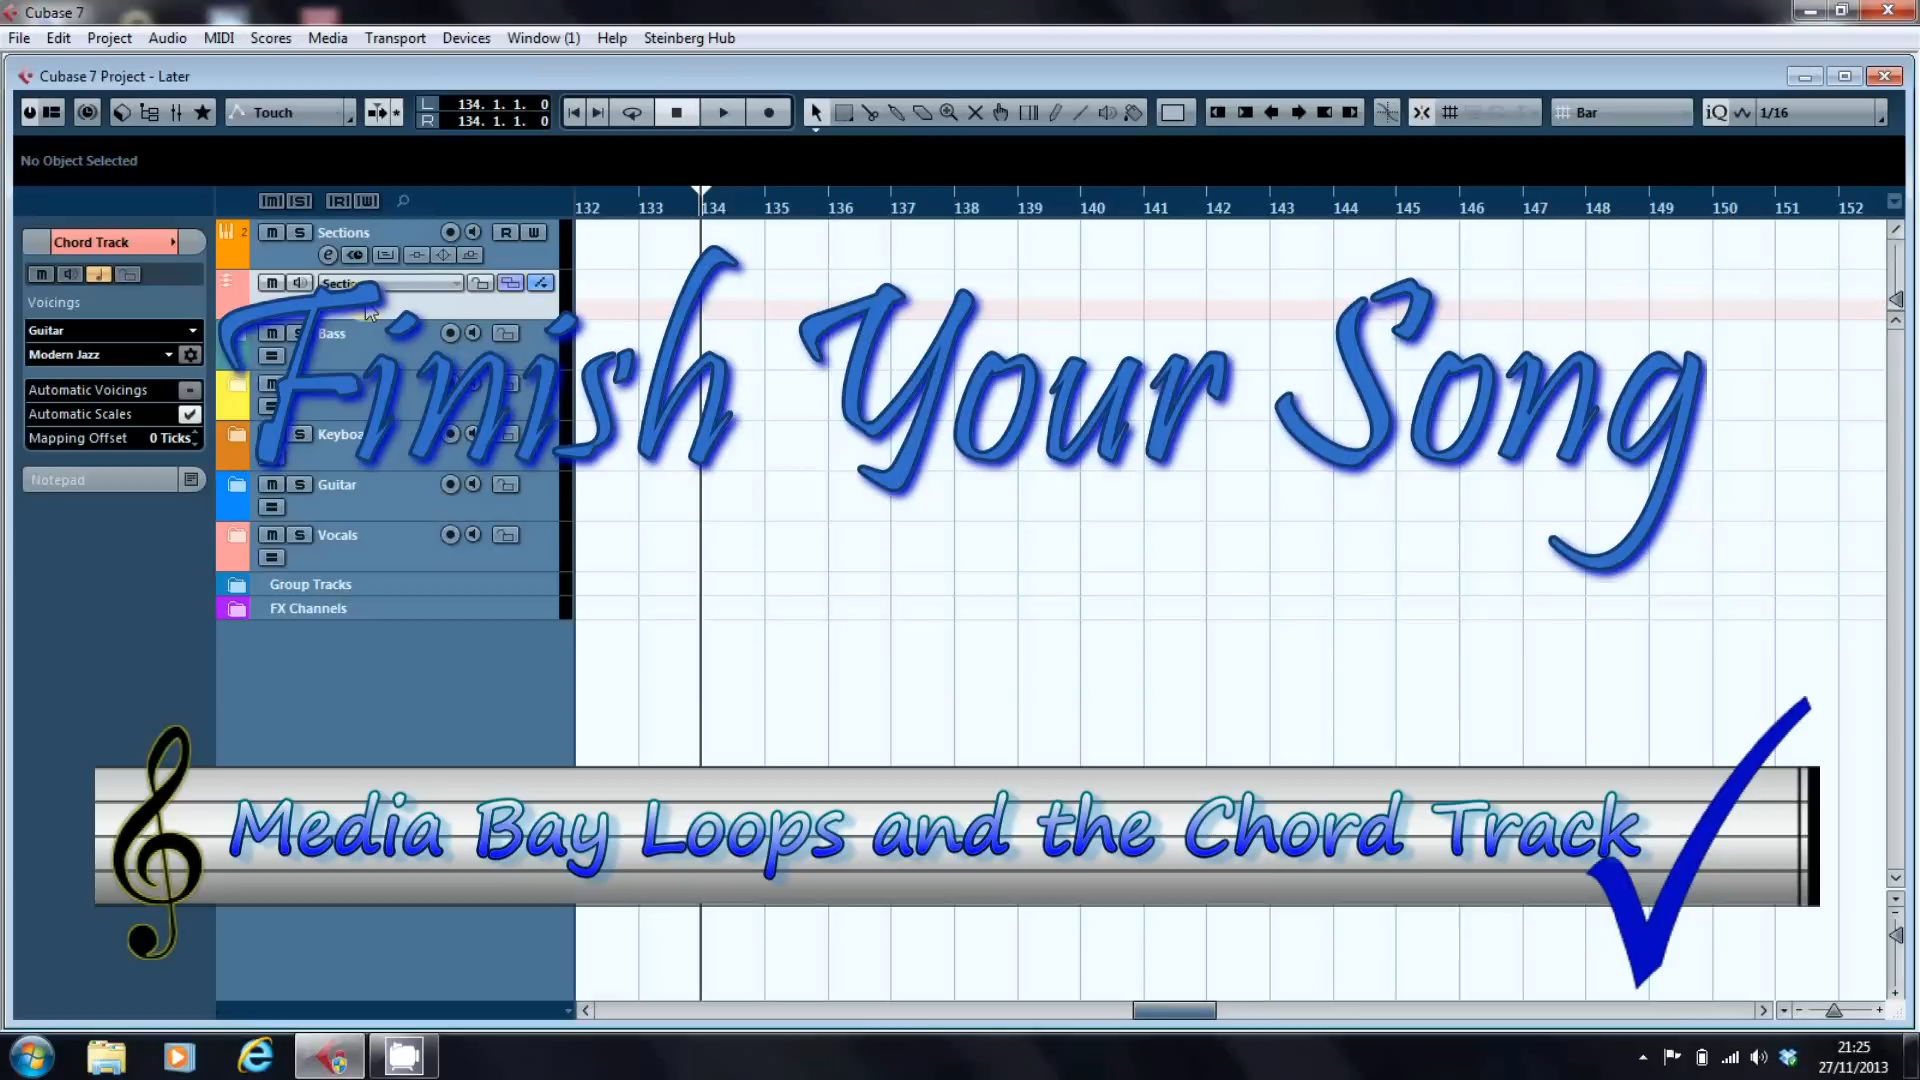 Cubase 7
File Edit Project Audio MIDI Scores Media Transport Devices Window (1) Help Steinberg Hub
Cubase 7 Project - Later
Touch
L 134. 1. 1. 0
R 134. 1. 1. 0
Bar
iQ 1/16
No Object Selected
[M] [S] [R] [W]
132 133 134 135 136 137 138 139 140 141 142 143 144 145 146 147 148 149 150 151 152
2 m S Sections R W
e
Chord Track
m
Voicings
Guitar
Modern Jazz
Automatic Voicings
Automatic Scales
Mapping Offset 0 Ticks
Notepad
m
m S Bass
m
S
m S Guitar
m S Vocals
Group Tracks
FX Channels
Finish Your Song
Media Bay Loops and the Chord Track
21:25
27/11/2013